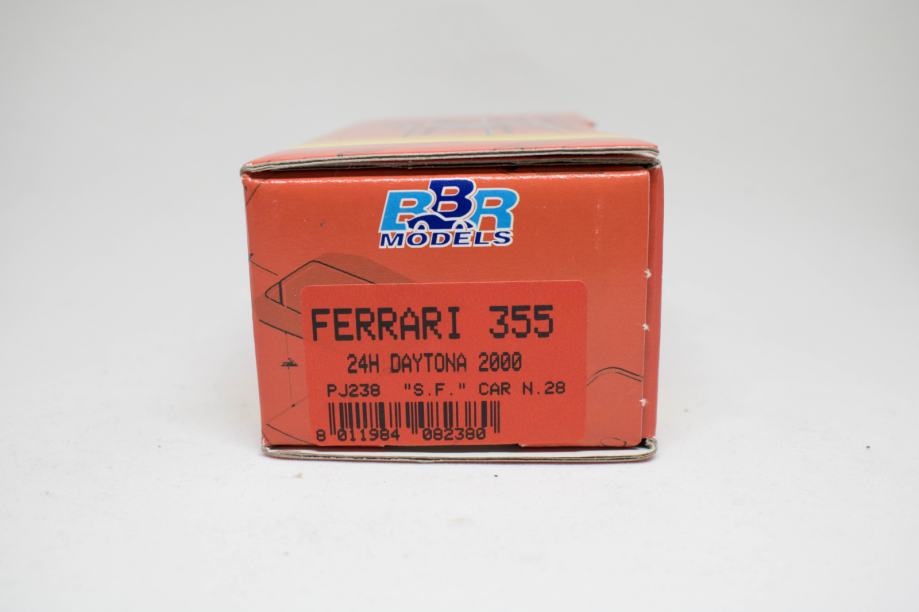 BBR
MODELS
FERRARI 355
24H DAYTONA 2000
PJ238 "S.F." CAR N.28
8 011984 082380